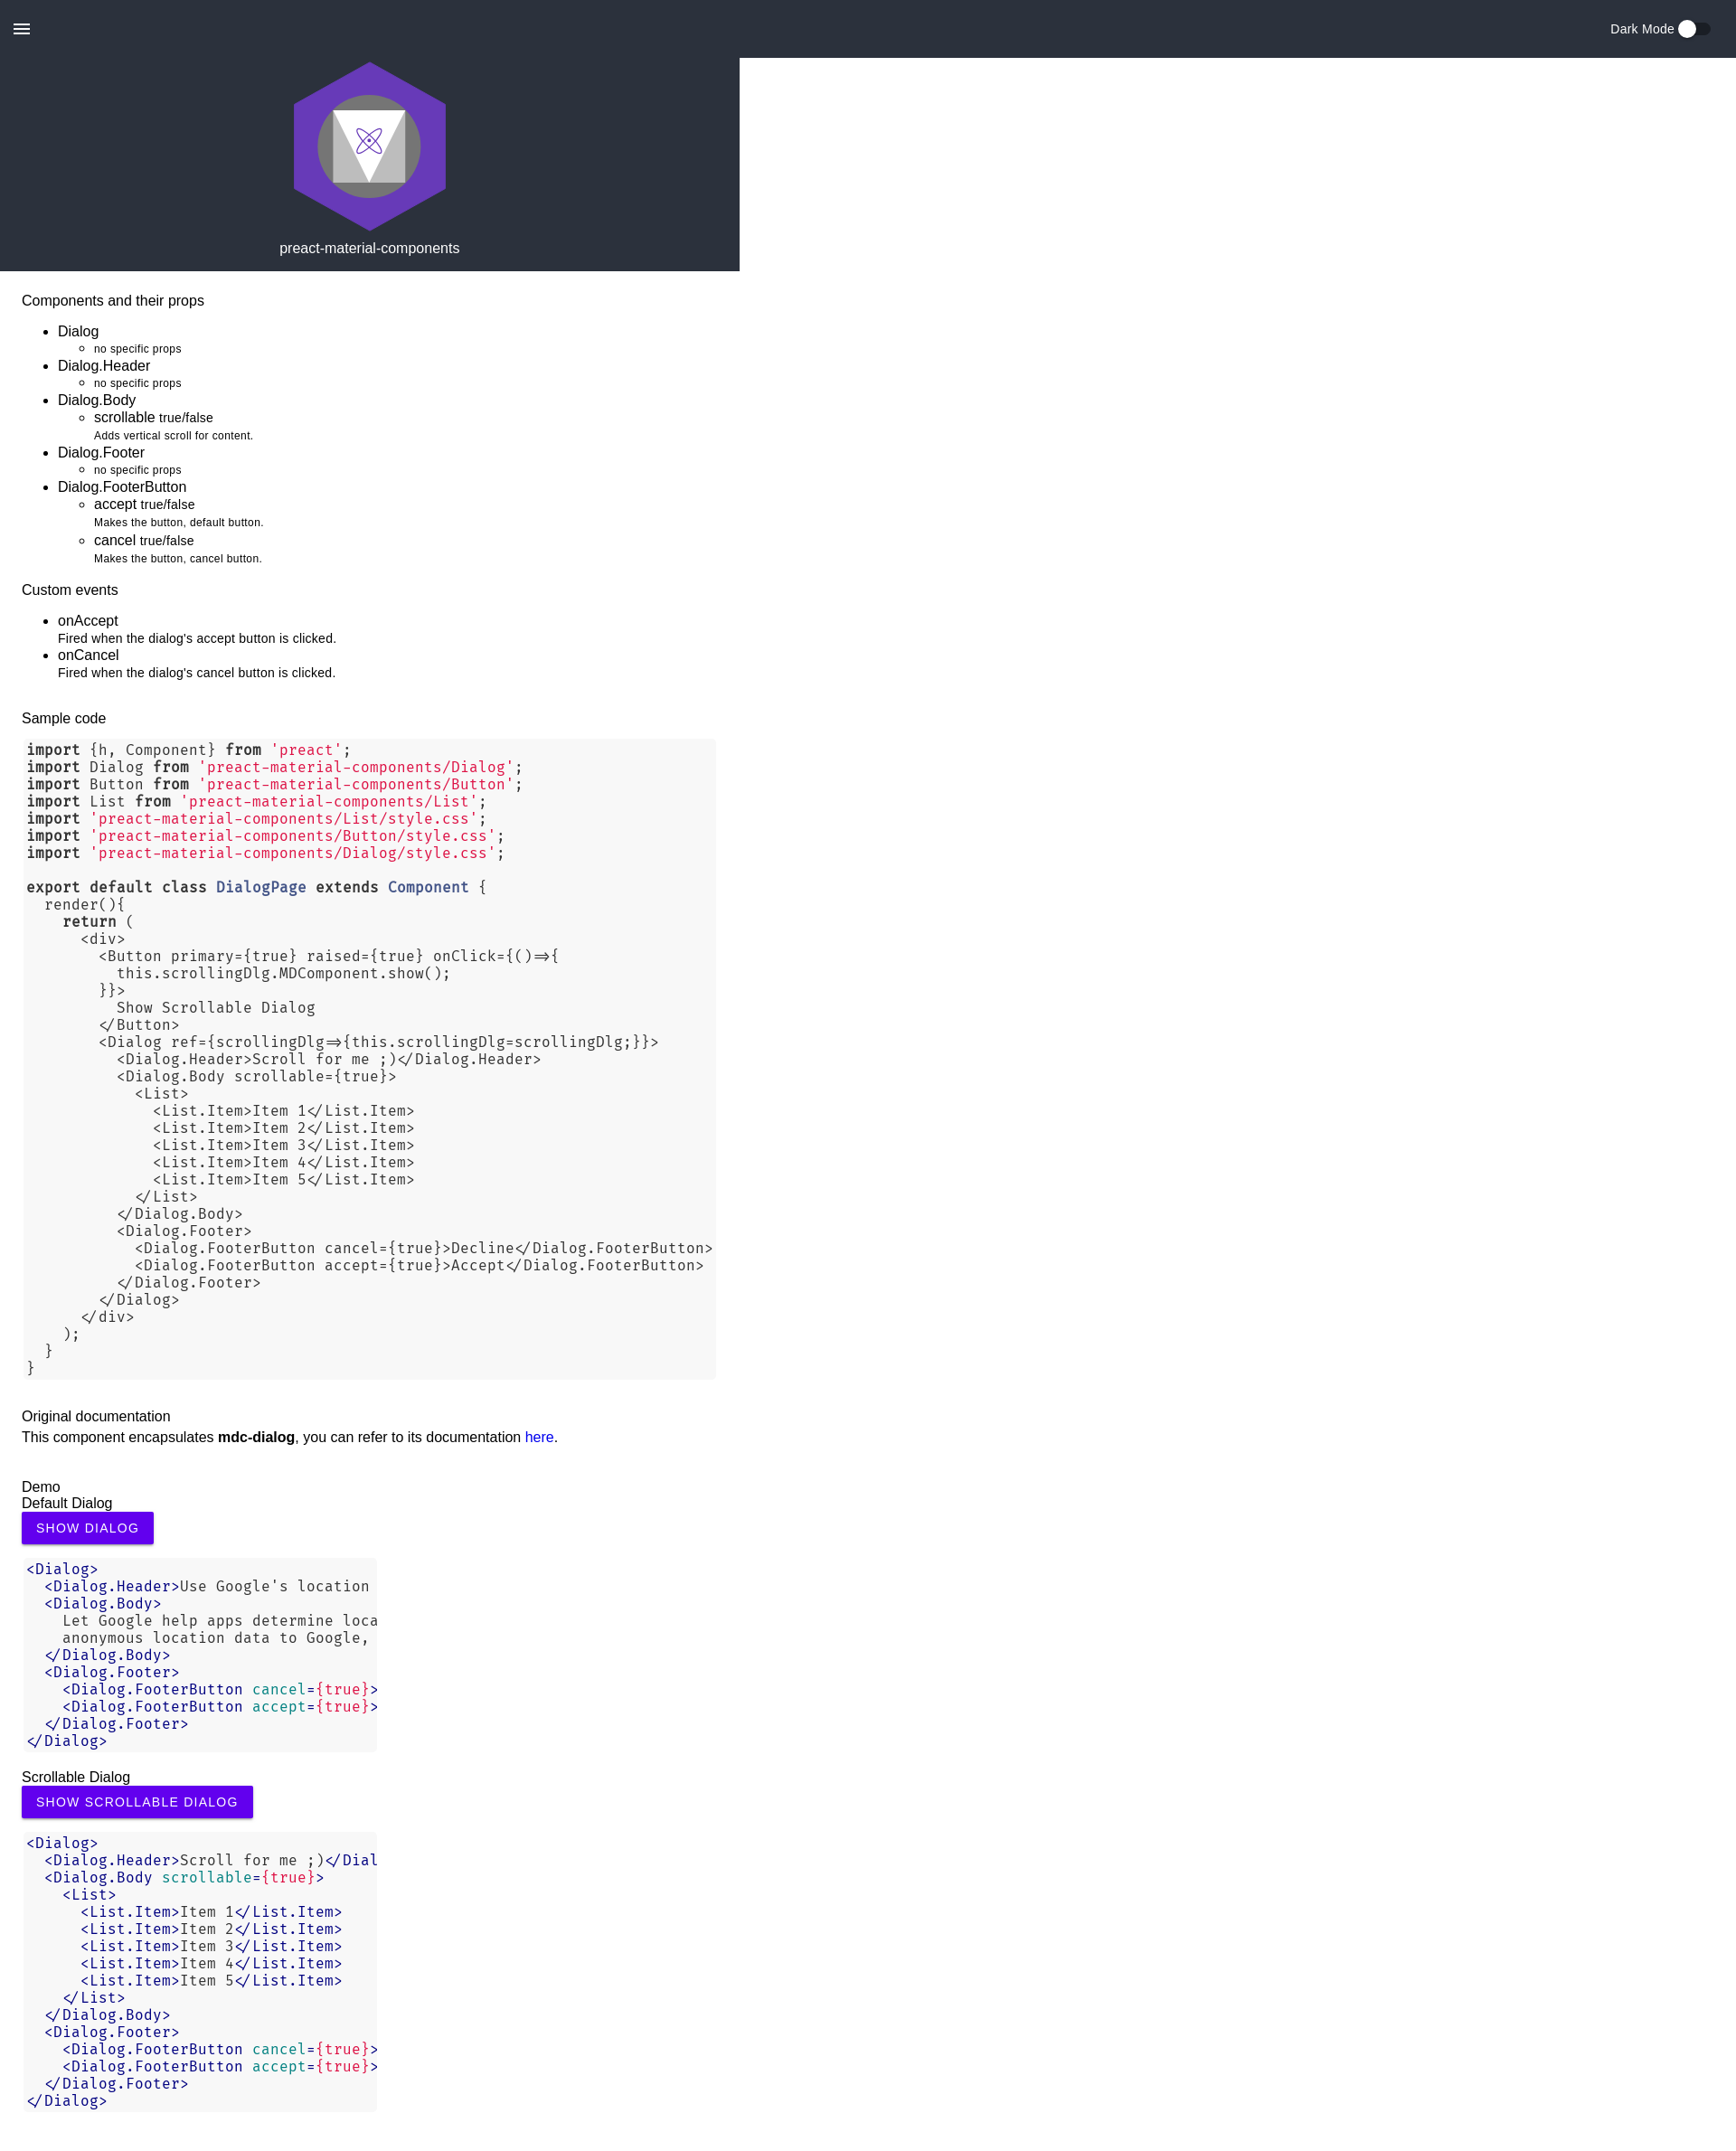 Dark Mode
preact-material-components
Components and their props
Dialog
no specific props
Dialog.Header
no specific props
Dialog.Body
scrollable true/false
Adds vertical scroll for content.
Dialog.Footer
no specific props
Dialog.FooterButton
accept true/false
Makes the button, default button.
cancel true/false
Makes the button, cancel button.
Custom events
onAccept
Fired when the dialog's accept button is clicked.
onCancel
Fired when the dialog's cancel button is clicked.
Sample code
import {h, Component} from 'preact';
import Dialog from 'preact-material-components/Dialog';
import Button from 'preact-material-components/Button';
import List from 'preact-material-components/List';
import 'preact-material-components/List/style.css';
import 'preact-material-components/Button/style.css';
import 'preact-material-components/Dialog/style.css';
export default class DialogPage extends Component {
render(){
return (
<div>
<Button primary={true} raised={true} onClick={()=>{
this.scrollingDlg.MDComponent.show();
}}>
Show Scrollable Dialog
</Button>
<Dialog ref={scrollingDlg=>{this.scrollingDlg=scrollingDlg;}}>
<Dialog.Header>Scroll for me ;)</Dialog.Header>
<Dialog.Body scrollable={true}>
<List>
<List.Item>Item 1</List.Item>
<List.Item>Item 2</List.Item>
<List.Item>Item 3</List.Item>
<List.Item>Item 4</List.Item>
<List.Item>Item 5</List.Item>
</List>
</Dialog.Body>
<Dialog.Footer>
<Dialog.FooterButton cancel={true}>Decline</Dialog.FooterButton>
<Dialog.FooterButton accept={true}>Accept</Dialog.FooterButton>
</Dialog.Footer>
</Dialog>
</div>
);
}
}
Original documentation
This component encapsulates mdc-dialog, you can refer to its documentation here.
Demo
Default Dialog
SHOW DIALOG
<Dialog>
<Dialog.Header>Use Google's location
<Dialog.Body>
Let Google help apps determine loca
anonymous location data to Google,
</Dialog.Body>
<Dialog.Footer>
<Dialog.FooterButton cancel={true}>
<Dialog.FooterButton accept={true}>
</Dialog.Footer>
</Dialog>
Scrollable Dialog
SHOW SCROLLABLE DIALOG
<Dialog>
<Dialog.Header>Scroll for me ;)</Dial
<Dialog.Body scrollable={true}>
<List>
<List.Item>Item 1</List.Item>
<List.Item>Item 2</List.Item>
<List.Item>Item 3</List.Item>
<List.Item>Item 4</List.Item>
<List.Item>Item 5</List.Item>
</List>
</Dialog.Body>
<Dialog.Footer>
<Dialog.FooterButton cancel={true}>
<Dialog.FooterButton accept={true}>
</Dialog.Footer>
</Dialog>